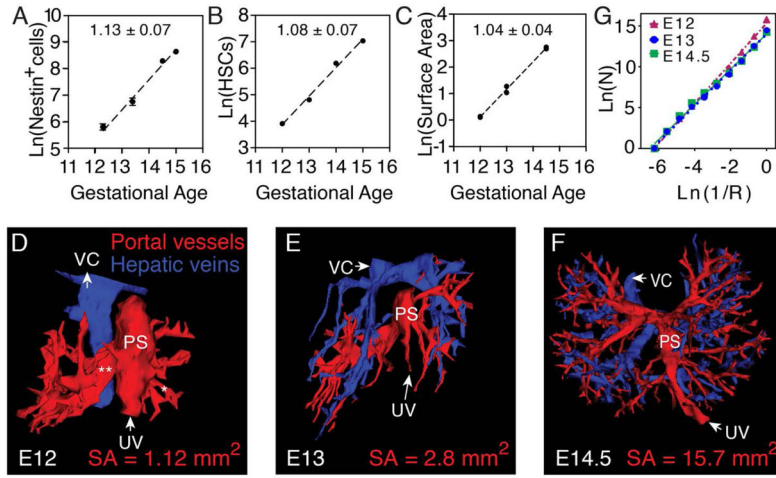 A
1.13 ± 0.07
Ln(Nestin+ cells)
10
9
8
7
6
5
11 12 13 14 15 16
Gestational Age
B
1.08 ± 0.07
Ln(HSCs)
8
7
6
5
4
3
11 12 13 14 15 16
Gestational Age
C
1.04 ± 0.04
Ln(Surface Area)
4
3
2
1
0
-1
11 12 13 14 15 16
Gestational Age
G
E12
E13
E14.5
Ln(N)
15
10
5
0
-6 -4 -2 0
Ln(1/R)
D
Portal vessels
Hepatic veins
VC
PS
**
*
UV
E12
SA = 1.12 mm²
E
VC
PS
UV
E13
SA = 2.8 mm²
F
VC
PS
UV
E14.5
SA = 15.7 mm²